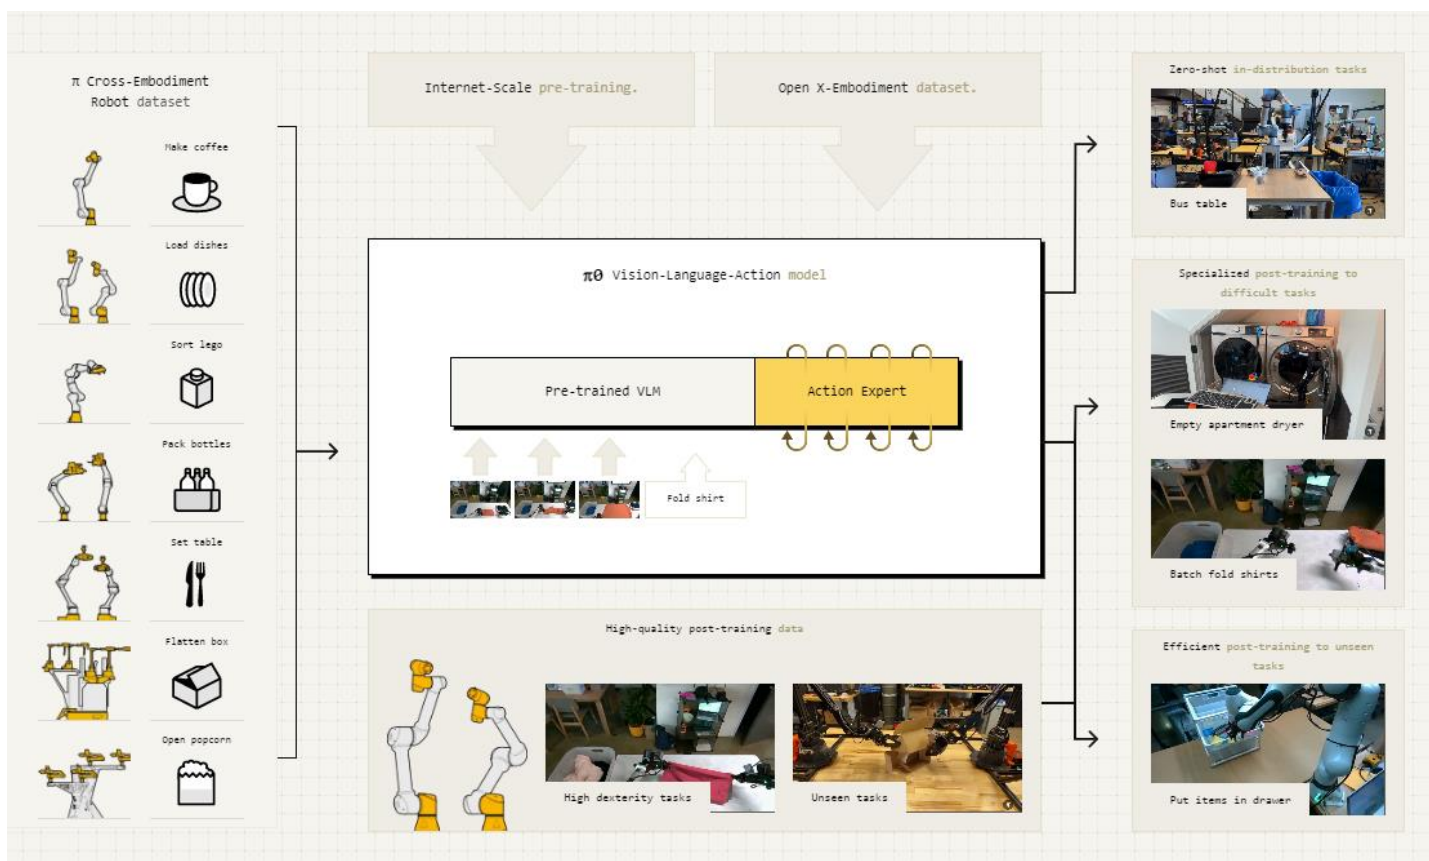 π Cross-Embodiment
Robot dataset
Make coffee
Load dishes
Sort lego
Pack bottles
Set table
Flatten box
Open popcorn
Internet-Scale pre-training.
Open X-Embodiment dataset.
π0 Vision-Language-Action model
Pre-trained VLM
Action Expert
Fold shirt
High-quality post-training data
High dexterity tasks
Unseen tasks
Zero-shot in-distribution tasks
Bus table
Specialized post-training to
difficult tasks
Empty apartment dryer
Batch fold shirts
Efficient post-training to unseen
tasks
Put items in drawer